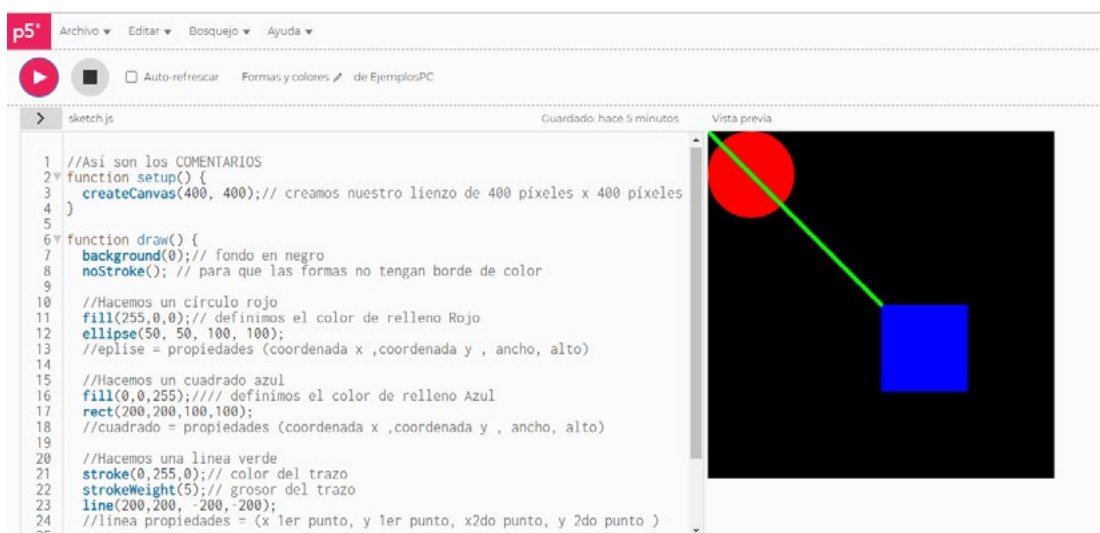 p5*
Archivo Editar Bosquejo Ayuda
Auto-refrescar Formas y colores de EjemplosPC
sketch.js Guardado: hace 5 minutos Vista previa
1 //Así son los COMENTARIOS
2 function setup() {
3 createCanvas(400, 400);// creamos nuestro lienzo de 400 píxeles x 400 píxeles
4 }
5
6 function draw() {
7 background(0);// fondo en negro
8 noStroke(); // para que las formas no tengan borde de color
9
10 //Hacemos un círculo rojo
11 fill(255,0,0);// definimos el color de relleno Rojo
12 ellipse(50, 50, 100, 100);
13 //eplise = propiedades (coordenada x ,coordenada y , ancho, alto)
14
15 //Hacemos un cuadrado azul
16 fill(0,0,255);//// definimos el color de relleno Azul
17 rect(200,200,100,100);
18 //cuadrado = propiedades (coordenada x ,coordenada y , ancho, alto)
19
20 //Hacemos una linea verde
21 stroke(0,255,0);// color del trazo
22 strokeWeight(5);// grosor del trazo
23 line(200,200, -200,-200);
24 //linea propiedades = (x 1er punto, y 1er punto, x2do punto, y 2do punto )